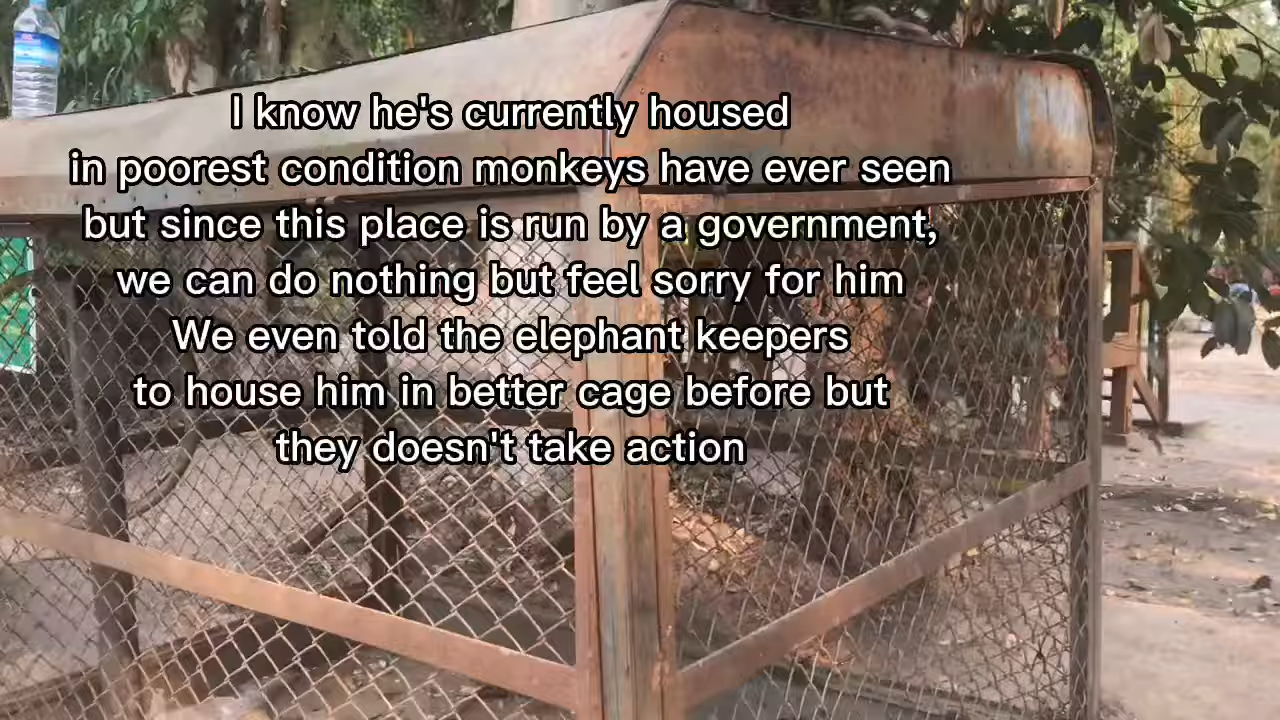 I know he's currently housed
in poorest condition monkeys have ever seen
but since this place is run by a government,
we can do nothing but feel sorry for him
We even told the elephant keepers
to house him in better cage before but
they doesn't take action